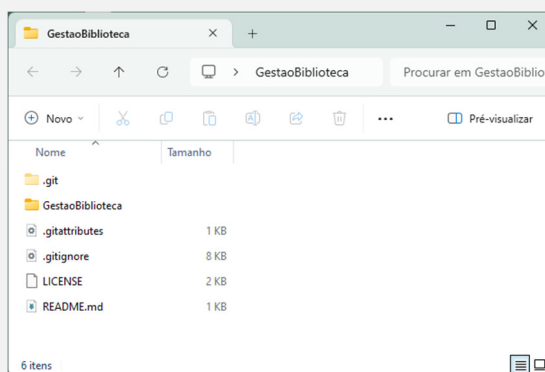 GestaoBiblioteca
GestaoBiblioteca
Procurar em GestaoBiblio
Novo
Pré-visualizar
Nome Tamanho
.git
GestaoBiblioteca
.gitattributes 1 KB
.gitignore 8 KB
LICENSE 2 KB
README.md 1 KB
6 itens